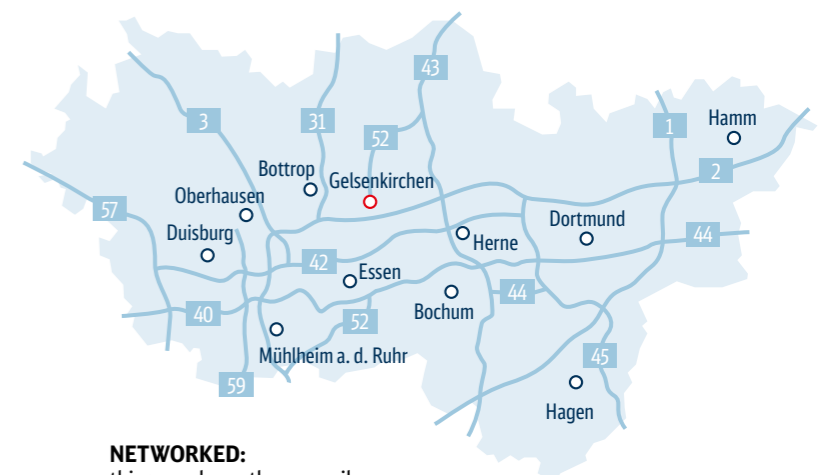 43
3
31
52
1
Hamm
2
Bottrop
Gelsenkirchen
Oberhausen
57
Duisburg
Dortmund
44
Herne
42
Essen
44
Bochum
40
52
Mühlheim a. d. Ruhr
45
59
Hagen
NETWORKED: